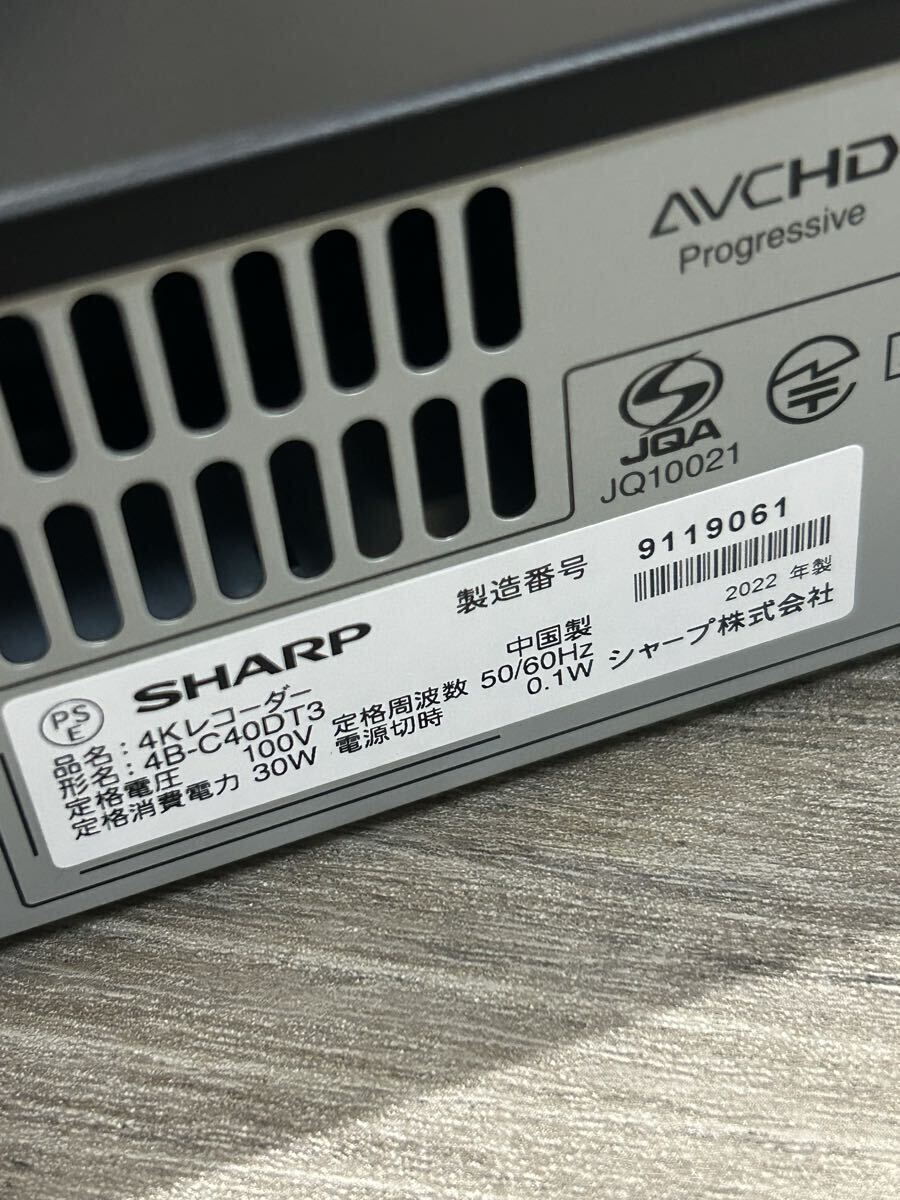 AVCHD
Progressive
JQA
JQ10021
製造番号 9119061
2022 年製
PS
E
SHARP
中国製
品名：4Kレコーダー
形名：4B-C40DT3
定格電圧 100V 定格周波数 50/60Hz
定格消費電力 30W 電源切時 0.1W シャープ株式会社